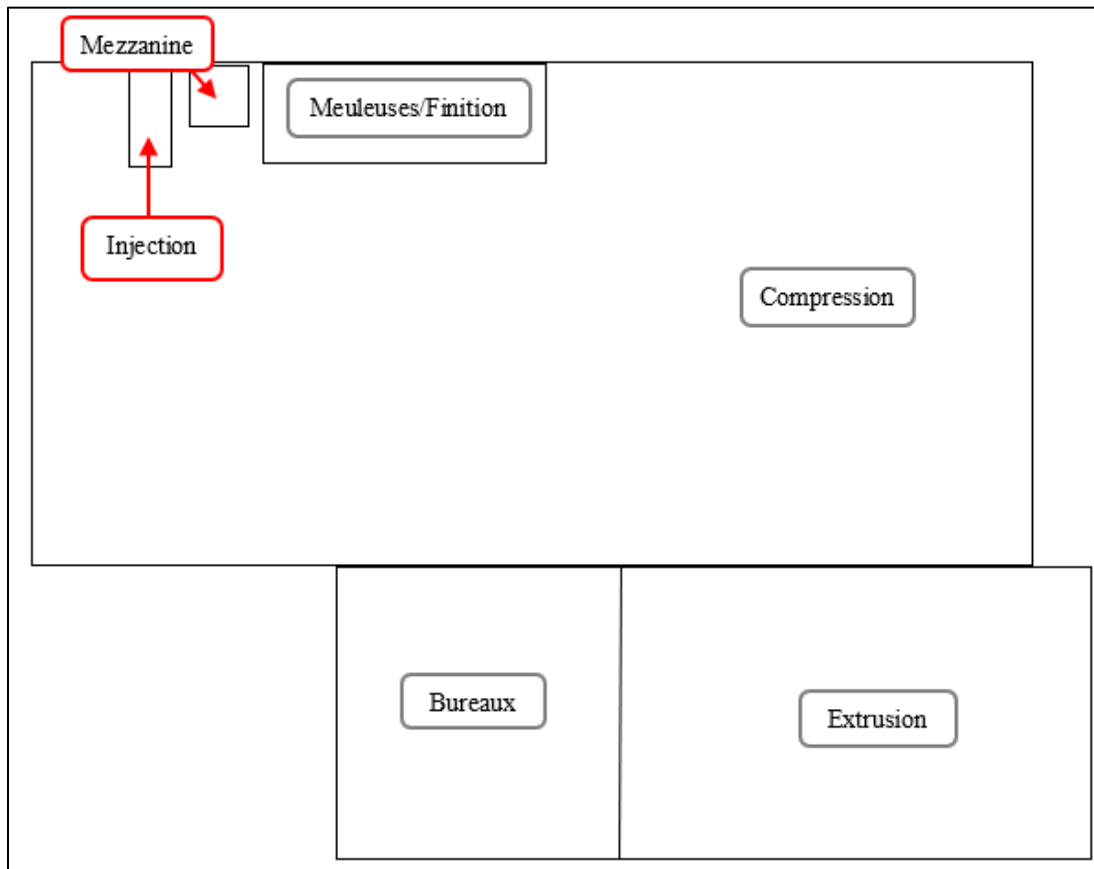 Mezzanine
Meuleuses/Finition
Injection
Compression
Bureaux
Extrusion